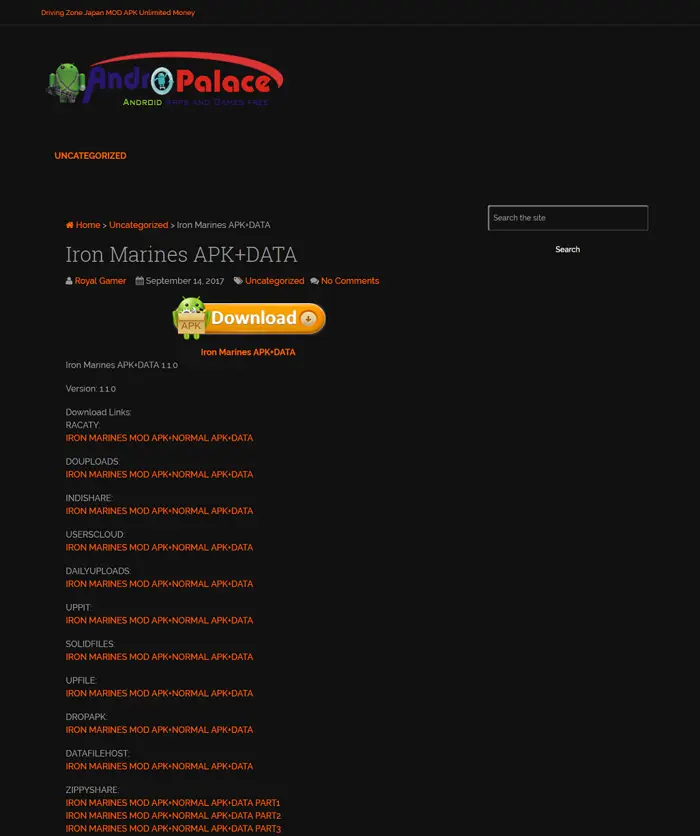 Driving Zone Japan MOD APK Unlimited Money
AndroPalace
Android Apps and Games free
UNCATEGORIZED
Search the site
Search
Home > Uncategorized > Iron Marines APK+DATA
Iron Marines APK+DATA
Royal Gamer September 14, 2017 Uncategorized No Comments
APK Download
Iron Marines APK+DATA
Iron Marines APK+DATA 1.1.0
Version: 1.1.0
Download Links:
RACATY:
IRON MARINES MOD APK+NORMAL APK+DATA
DOUPLOADS:
IRON MARINES MOD APK+NORMAL APK+DATA
INDISHARE:
IRON MARINES MOD APK+NORMAL APK+DATA
USERSCLOUD:
IRON MARINES MOD APK+NORMAL APK+DATA
DAILYUPLOADS:
IRON MARINES MOD APK+NORMAL APK+DATA
UPPIT:
IRON MARINES MOD APK+NORMAL APK+DATA
SOLIDFILES:
IRON MARINES MOD APK+NORMAL APK+DATA
UPFILE:
IRON MARINES MOD APK+NORMAL APK+DATA
DROPAPK:
IRON MARINES MOD APK+NORMAL APK+DATA
DATAFILEHOST:
IRON MARINES MOD APK+NORMAL APK+DATA
ZIPPYSHARE:
IRON MARINES MOD APK+NORMAL APK+DATA PART1
IRON MARINES MOD APK+NORMAL APK+DATA PART2
IRON MARINES MOD APK+NORMAL APK+DATA PART3